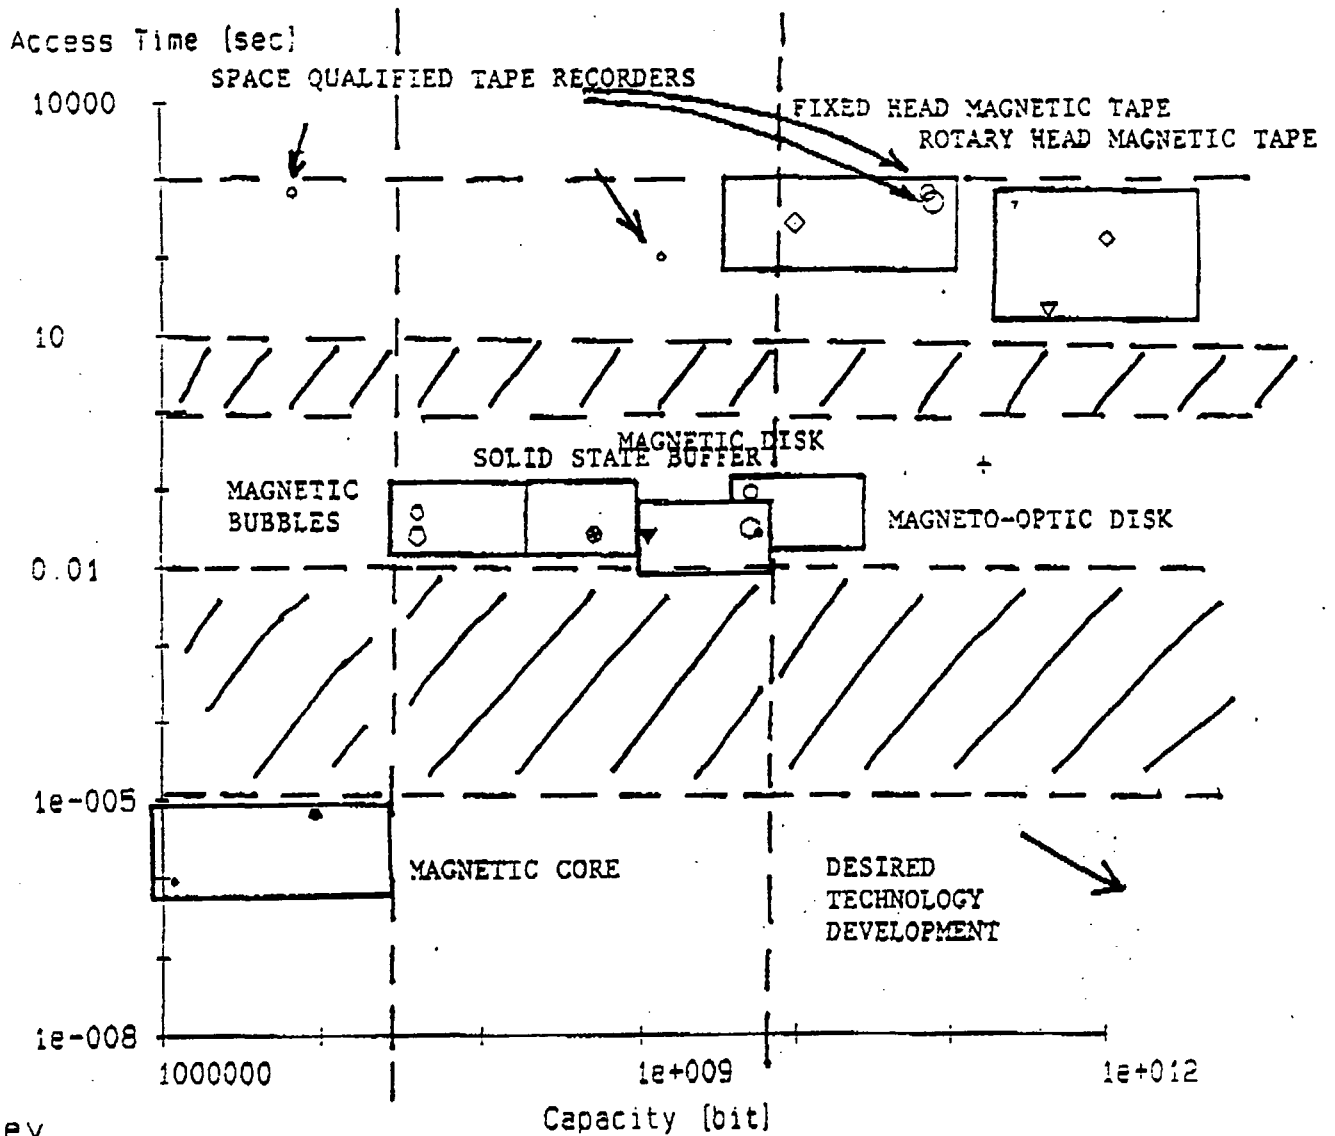 Access Time [sec]
SPACE QUALIFIED TAPE RECORDERS
10000
FIXED HEAD MAGNETIC TAPE
ROTARY HEAD MAGNETIC TAPE
10
MAGNETIC DISK
SOLID STATE BUFFER
MAGNETIC
BUBBLES
MAGNETO-OPTIC DISK
0.01
1e-005
MAGNETIC CORE
DESIRED
TECHNOLOGY
DEVELOPMENT
1e-008
1000000
1e+009
1e+012
Capacity [bit]